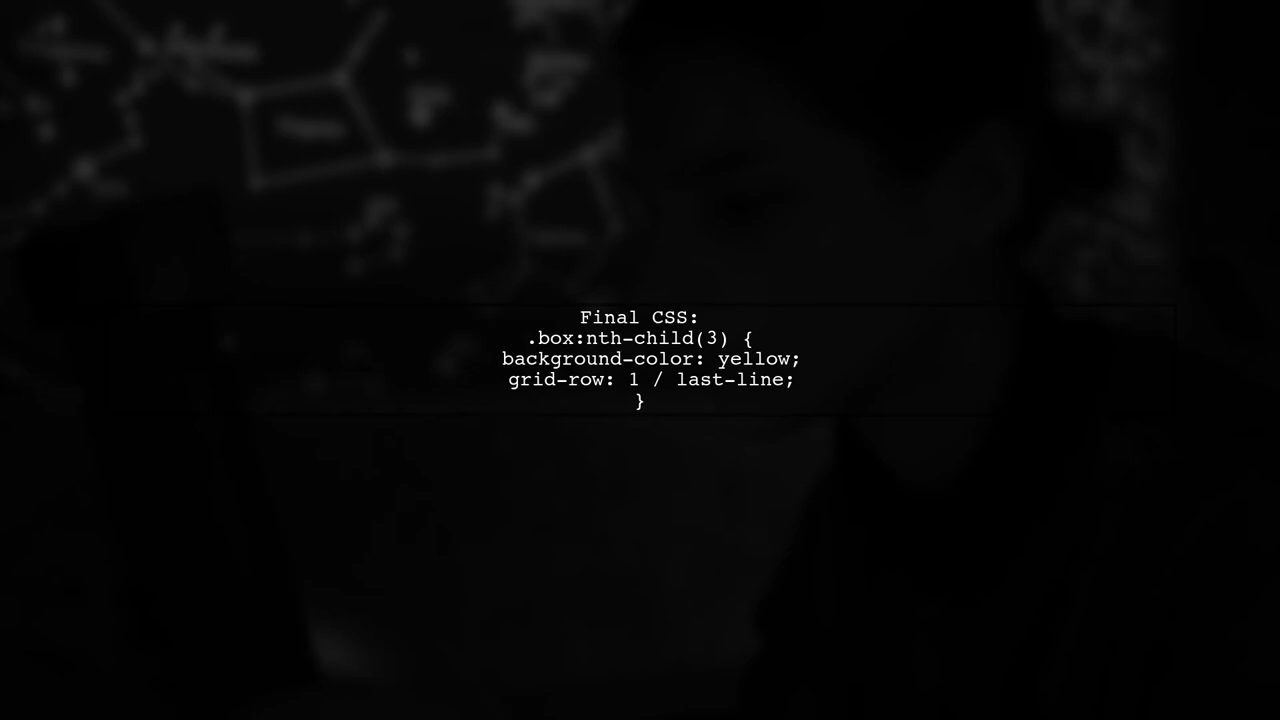 Final CSS:
.box:nth-child(3) {
background-color: yellow;
grid-row: 1 / last-line;
}